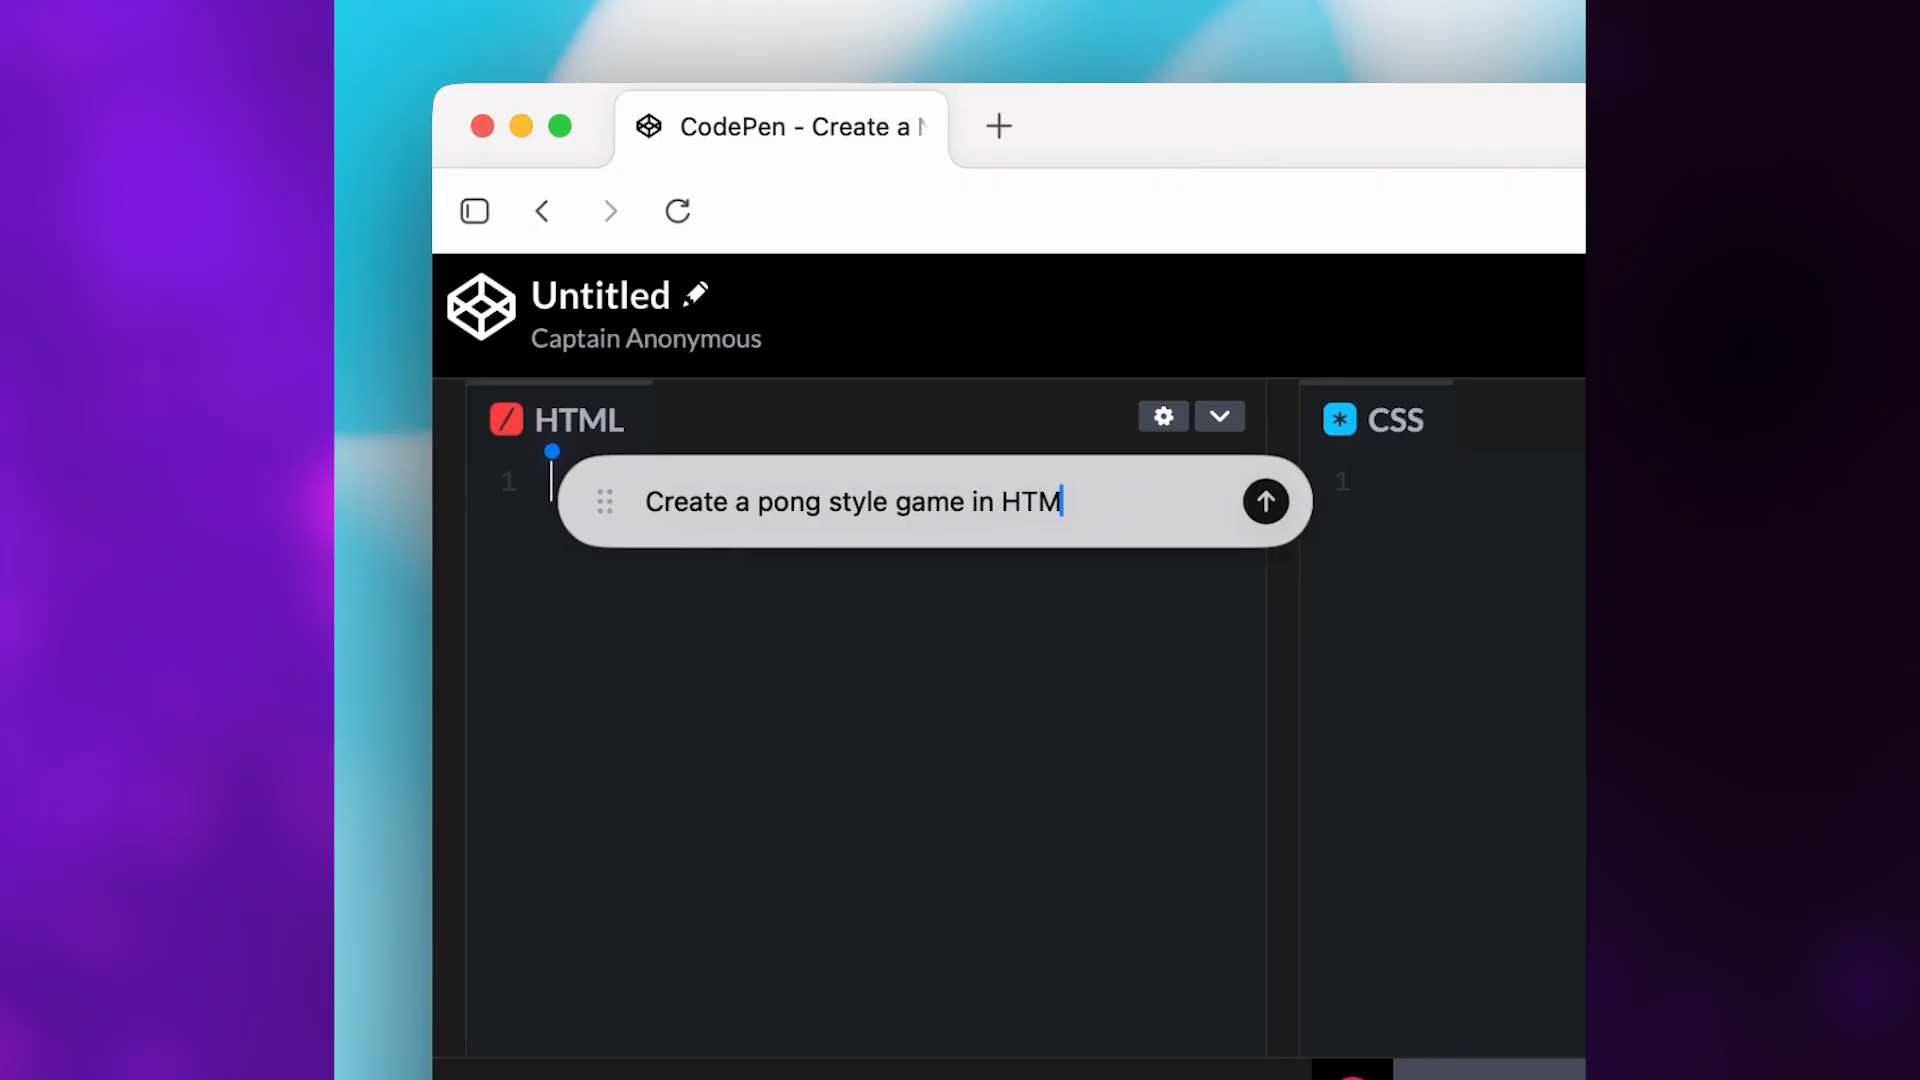 CodePen - Create a
Untitled
Captain Anonymous
HTML
CSS
1
Create a pong style game in HTM
1